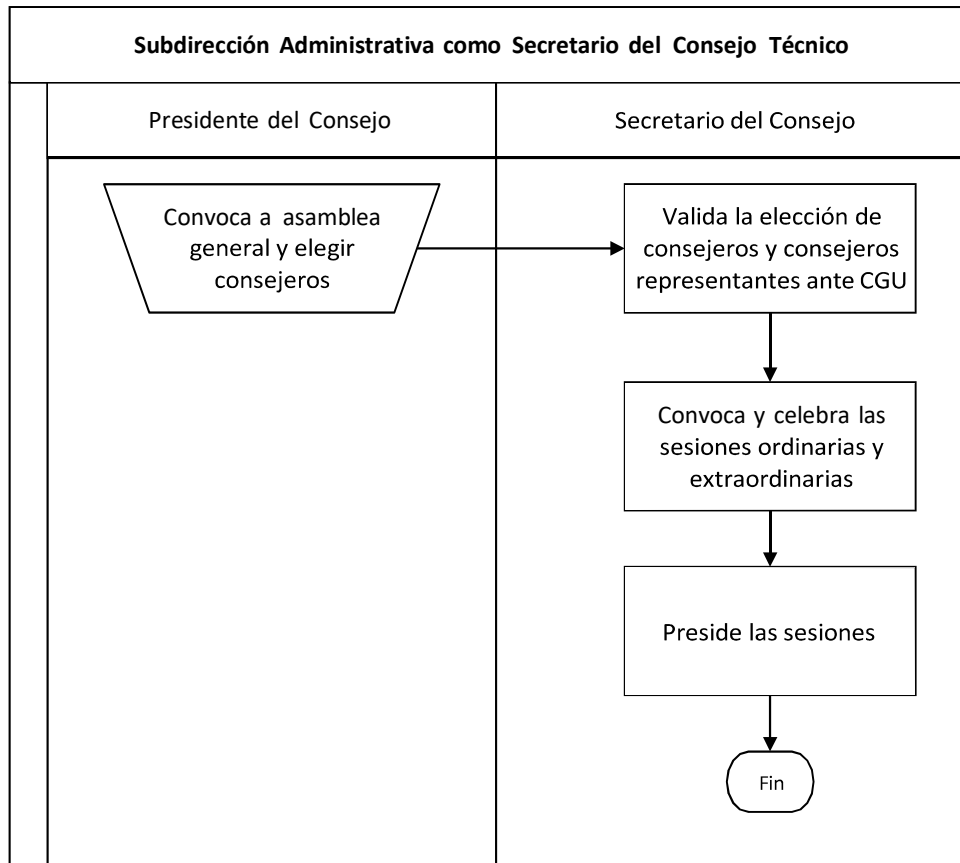 Subdirección Administrativa como Secretario del Consejo Técnico
Presidente del Consejo
Secretario del Consejo
Convoca a asamblea
general y elegir
consejeros
Valida la elección de
consejeros y consejeros
representantes ante CGU
Convoca y celebra las
sesiones ordinarias y
extraordinarias
Preside las sesiones
Fin